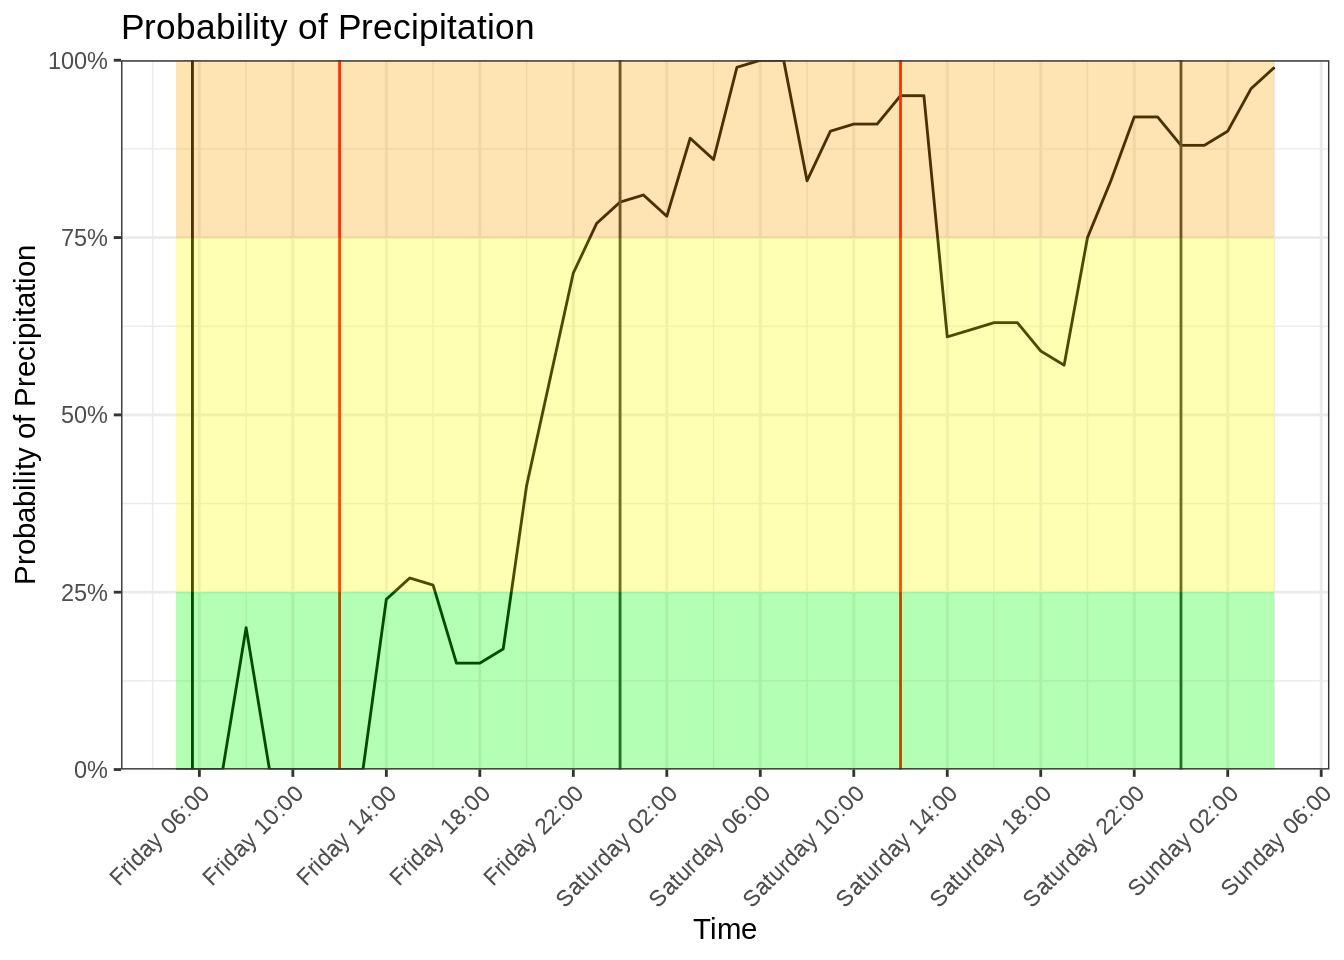 Probability of Precipitation
Probability of Precipitation
100%
75%
50%
25%
0%
Friday 06:00
Friday 10:00
Friday 14:00
Friday 18:00
Friday 22:00
Saturday 02:00
Saturday 06:00
Saturday 10:00
Saturday 14:00
Saturday 18:00
Saturday 22:00
Sunday 02:00
Sunday 06:00
Time